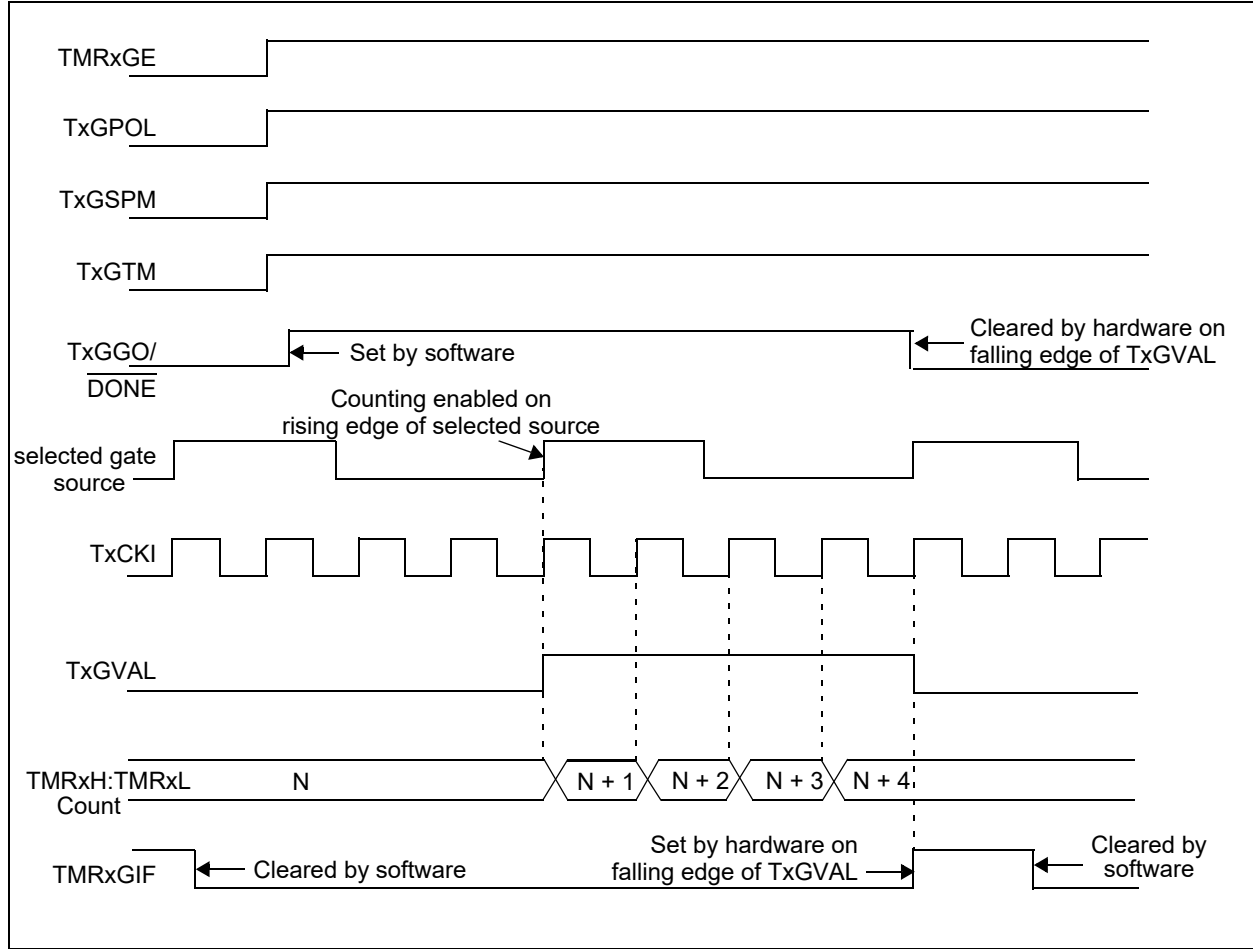 TMRxGE
TxGPOL
TxGSPM
TxGTM
TxGGO/
DONE
Set by software
Cleared by hardware on
falling edge of TxGVAL
Counting enabled on
rising edge of selected source
selected gate
source
TxCKI
TxGVAL
TMRxH:TMRxL
Count
N
N + 1
N + 2
N + 3
N + 4
TMRxGIF
Cleared by software
Set by hardware on
falling edge of TxGVAL
Cleared by
software